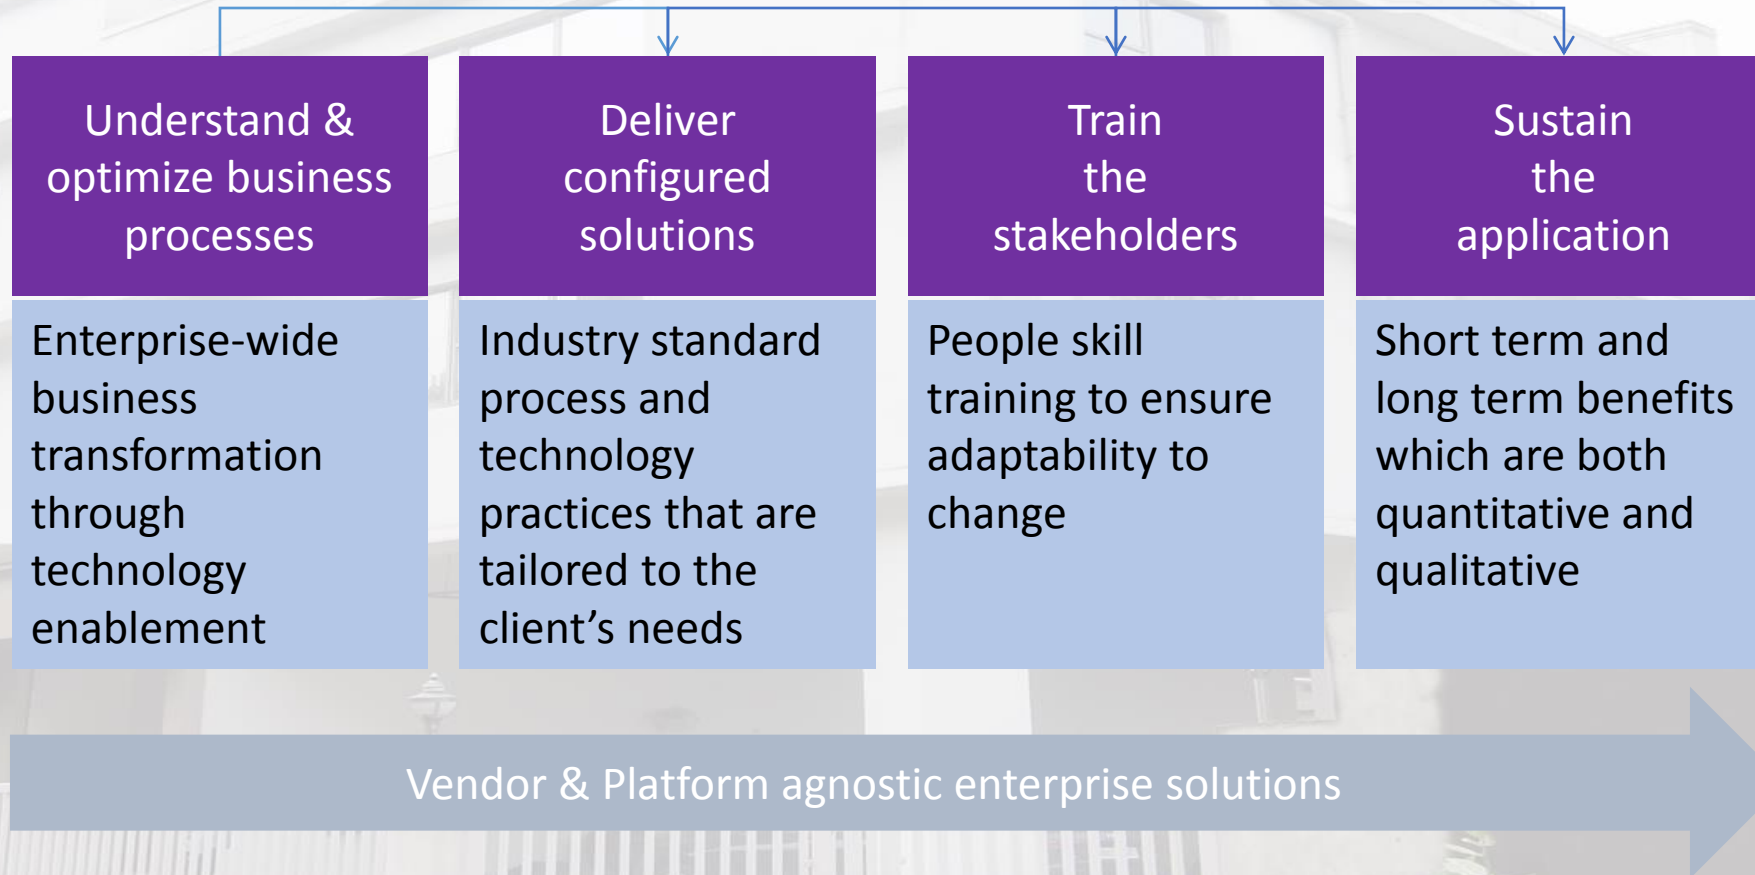 Understand &
optimize business
processes
Enterprise-wide
business
transformation
through
technology
enablement
Deliver
configured
solutions
Industry standard
process and
technology
practices that are
tailored to the
client’s needs
Train
the
stakeholders
People skill
training to ensure
adaptability to
change
Sustain
the
application
Short term and
long term benefits
which are both
quantitative and
qualitative
Vendor & Platform agnostic enterprise solutions